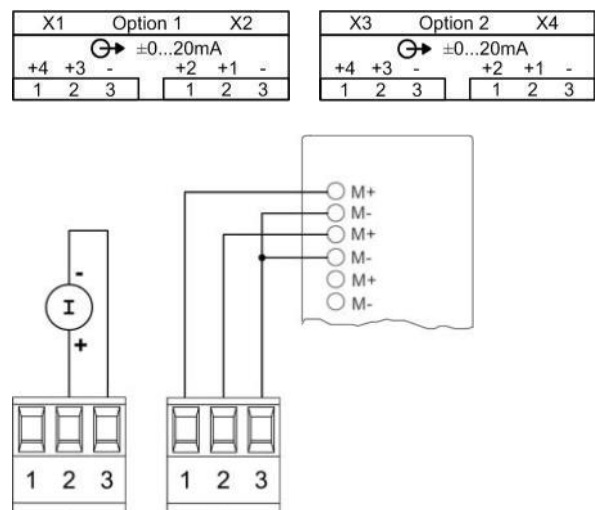 X1 Option 1 X2
±0...20mA
+4 +3 - +2 +1 -
1 2 3 1 2 3
X3 Option 2 X4
±0...20mA
+4 +3 - +2 +1 -
1 2 3 1 2 3
M+
M-
M+
M-
M+
M-
-
I
+
1 2 3
1 2 3